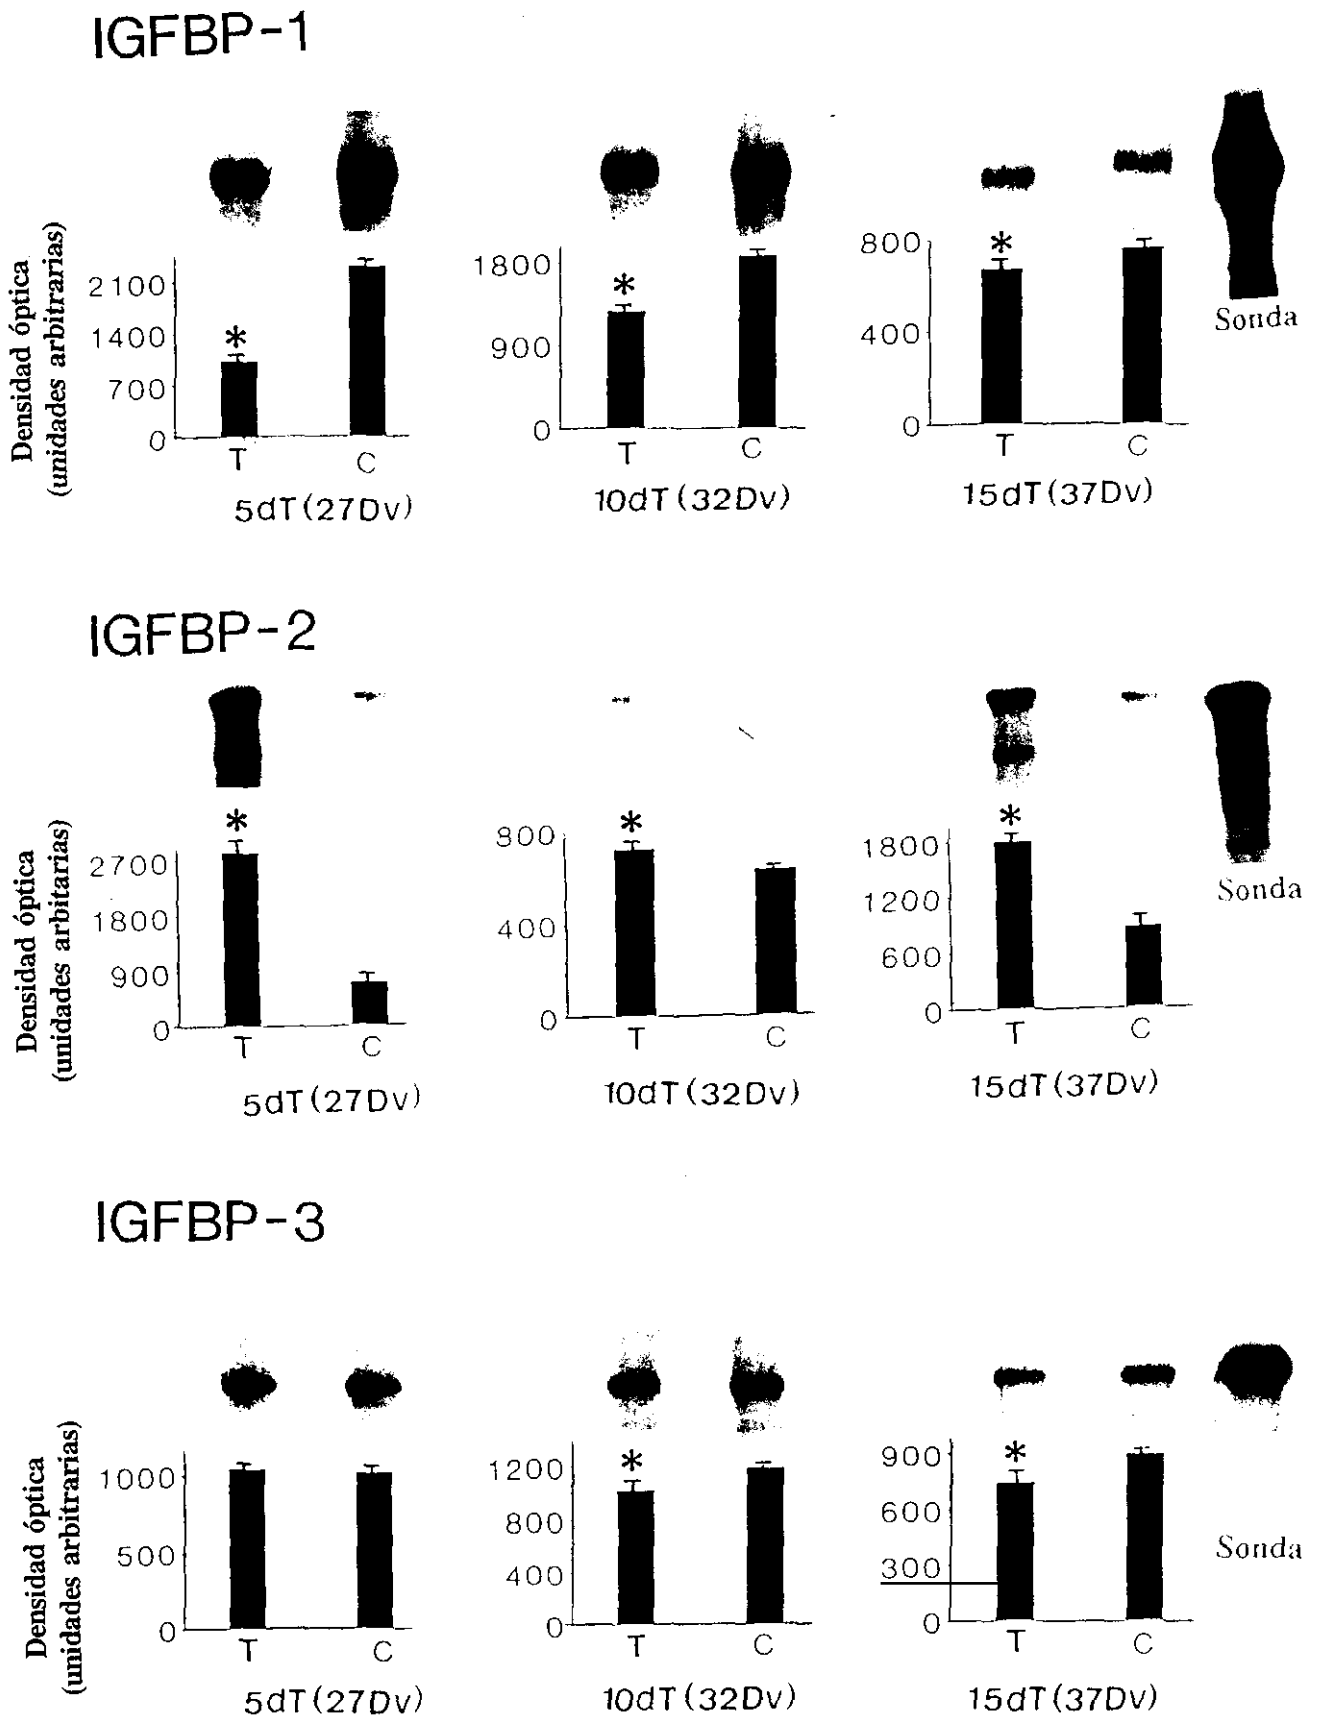 IGFBP-1
Densidad óptica
(unidades arbitrarias)
2100
1400
700
0
*
T
C
5dT(27Dv)
1800
900
0
*
T
C
10dT(32Dv)
800
400
0
*
T
C
15dT(37Dv)
Sonda
IGFBP-2
Densidad óptica
(unidades arbitarias)
2700
1800
900
0
*
T
C
5dT(27Dv)
800
400
0
*
T
C
10dT(32Dv)
1800
1200
600
0
*
T
C
15dT(37Dv)
Sonda
IGFBP-3
Densidad óptica
(unidades arbitrarias)
1000
500
0
T
C
5dT(27Dv)
1200
800
400
0
*
T
C
10dT(32Dv)
900
600
300
0
*
T
C
15dT(37Dv)
Sonda